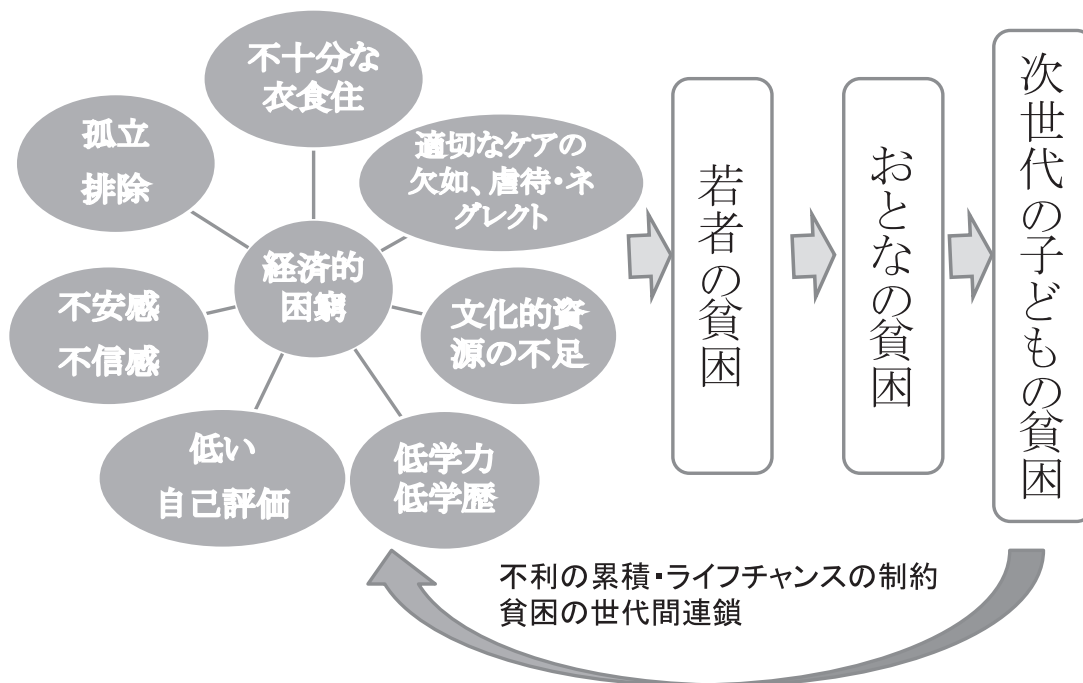 不十分な
衣食住
孤立
排除
適切なケアの
欠如、虐待・ネ
グレクト
経済的
困窮
不安感
不信感
文化的資
源の不足
低い
自己評価
低学力
低学歴
若者の貧困
おとなの貧困
次世代の子どもの貧困
不利の累積・ライフチャンスの制約
貧困の世代間連鎖